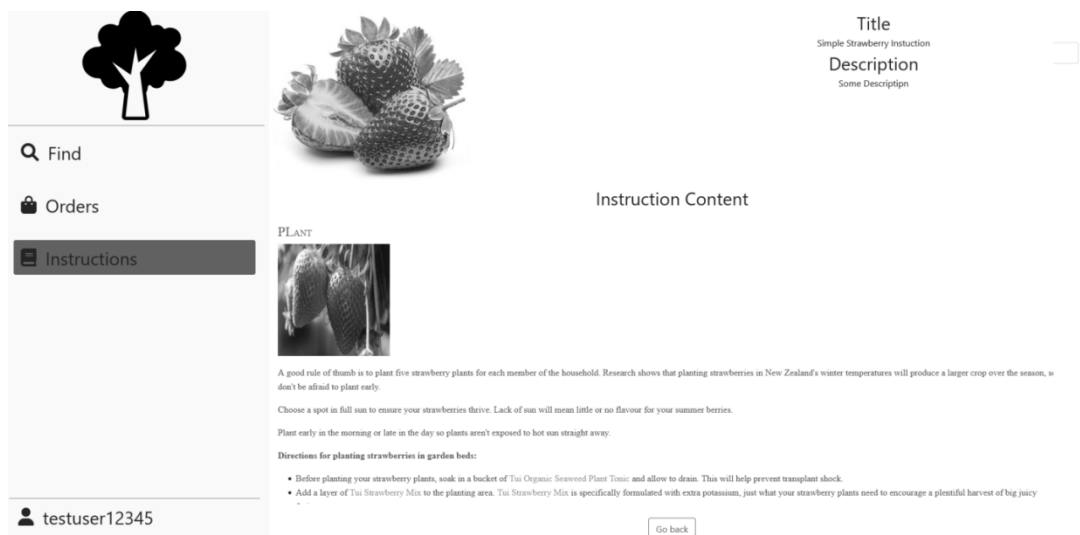 Find
Orders
Instructions
testuser12345
Title
Simple Strawberry Instuction
Description
Some Descriptipn
Instruction Content
PLANT
A good rule of thumb is to plant five strawberry plants for each member of the household. Research shows that planting strawberries in New Zealand's winter temperatures will produce a larger crop over the season,
don't be afraid to plant early.
Choose a spot in full sun to ensure your strawberries thrive. Lack of sun will mean little or no flavour for your summer berries.
Plant early in the morning or late in the day so plants aren't exposed to hot sun straight away.
Directions for planting strawberries in garden beds:
• Before planting your strawberry plants, soak in a bucket of Tui Organic Seaweed Plant Tonic and allow to drain. This will help prevent transplant shock.
• Add a layer of Tui Strawberry Mix to the planting area. Tui Strawberry Mix is specifically formulated with extra potassium, just what your strawberry plants need to encourage a plentiful harvest of big juicy
Go back